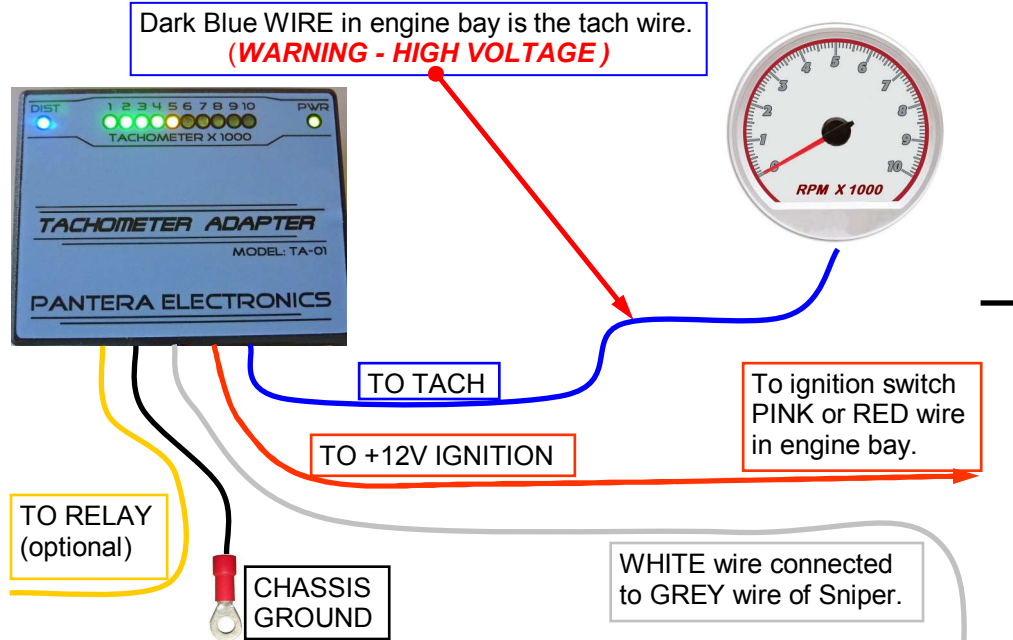 Dark Blue WIRE in engine bay is the tach wire.
(WARNING - HIGH VOLTAGE )
DIST
1 2 3 4 5 6 7 8 9 10
PWR
TACHOMETER X 1000
TACHOMETER ADAPTER
MODEL: TA-01
PANTERA ELECTRONICS
0 1 2 3 4 5 6 7 8 9 10
RPM X 1000
TO TACH
To ignition switch
PINK or RED wire
in engine bay.
TO +12V IGNITION
TO RELAY
(optional)
CHASSIS
GROUND
WHITE wire connected
to GREY wire of Sniper.